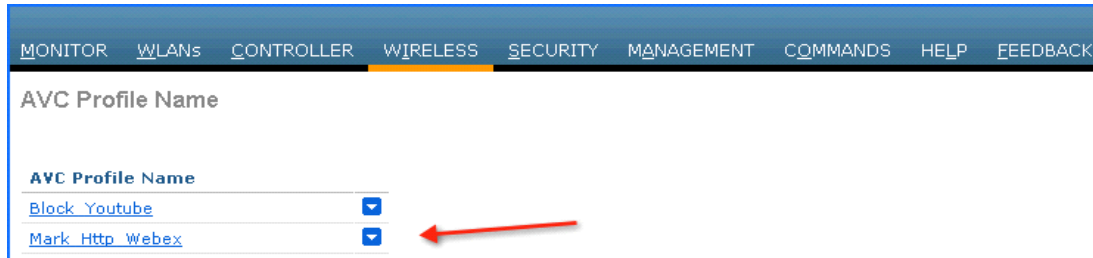 MONITOR WLANs CONTROLLER WIRELESS SECURITY MANAGEMENT COMMANDS HELP FEEDBACK
AVC Profile Name
AVC Profile Name
Block_Youtube
Mark_Http_Webex